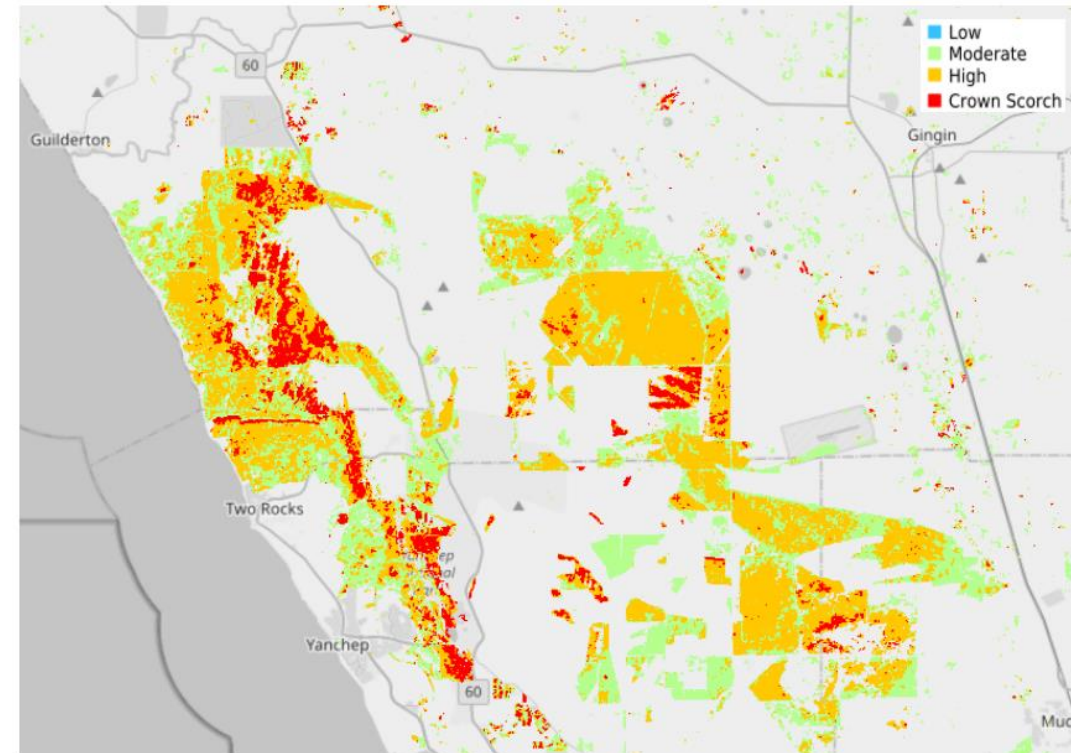 Low
Moderate
High
Crown Scorch
60
Guilderton
Gingin
Two Rocks
Yanchep
60